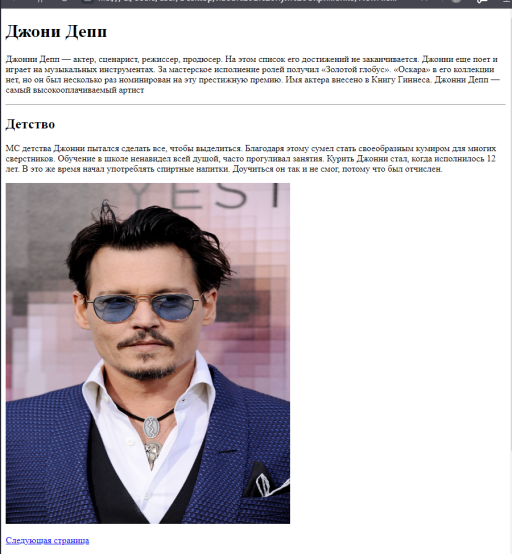 Джони Депп
Джонни Депп — актер, сценарист, режиссер, продюсер. На этом список его достижений не заканчивается. Джонни еще поет и
играет на музыкальных инструментах. За мастерское исполнение ролей получил «Золотой глобус». «Оскара» в его коллекции
нет, но он был несколько раз номинирован на эту престижную премию. Имя актера внесено в Книгу Гиннеса. Джонни Депп —
самый высокооплачиваемый артист
Детство
МС детства Джонни пытался сделать все, чтобы выделиться. Благодаря этому сумел стать своеобразным кумиром для многих
сверстников. Обучение в школе ненавидел всей душой, часто прогуливал занятия. Курить Джонни стал, когда исполнилось 12
лет. В это же время начал употреблять спиртные напитки. Доучиться он так и не смог, потому что был отчислен.
YEST
Следующая страница